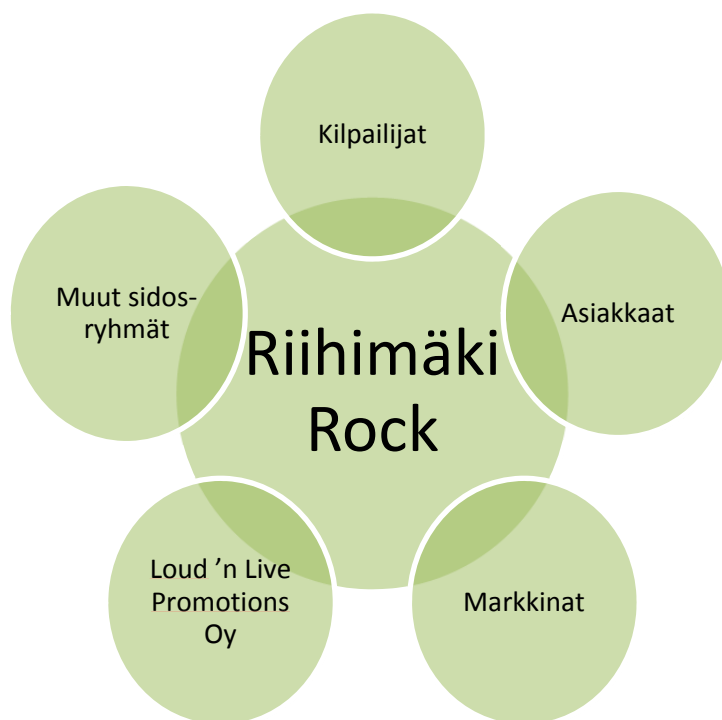 Kilpailijat
Muut sidos-
ryhmät
Asiakkaat
Riihimäki
Rock
Loud ’n Live
Promotions
Oy
Markkinat